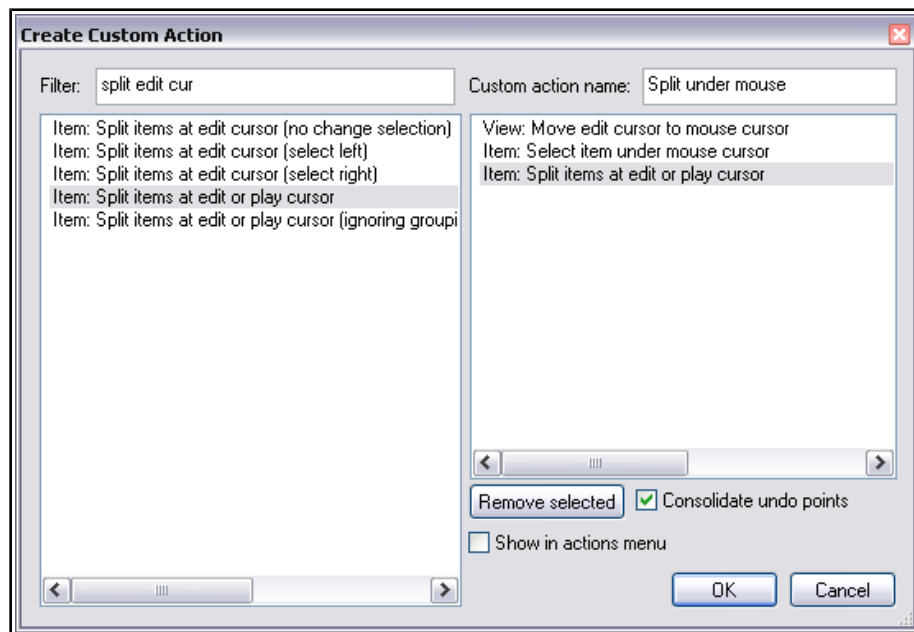 Create Custom Action
Filter: split edit cur
Custom action name: Split under mouse
Item: Split items at edit cursor (no change selection)
Item: Split items at edit cursor (select left)
Item: Split items at edit cursor (select right)
Item: Split items at edit or play cursor
Item: Split items at edit or play cursor (ignoring groupi
View: Move edit cursor to mouse cursor
Item: Select item under mouse cursor
Item: Split items at edit or play cursor
Remove selected
Consolidate undo points
Show in actions menu
OK
Cancel